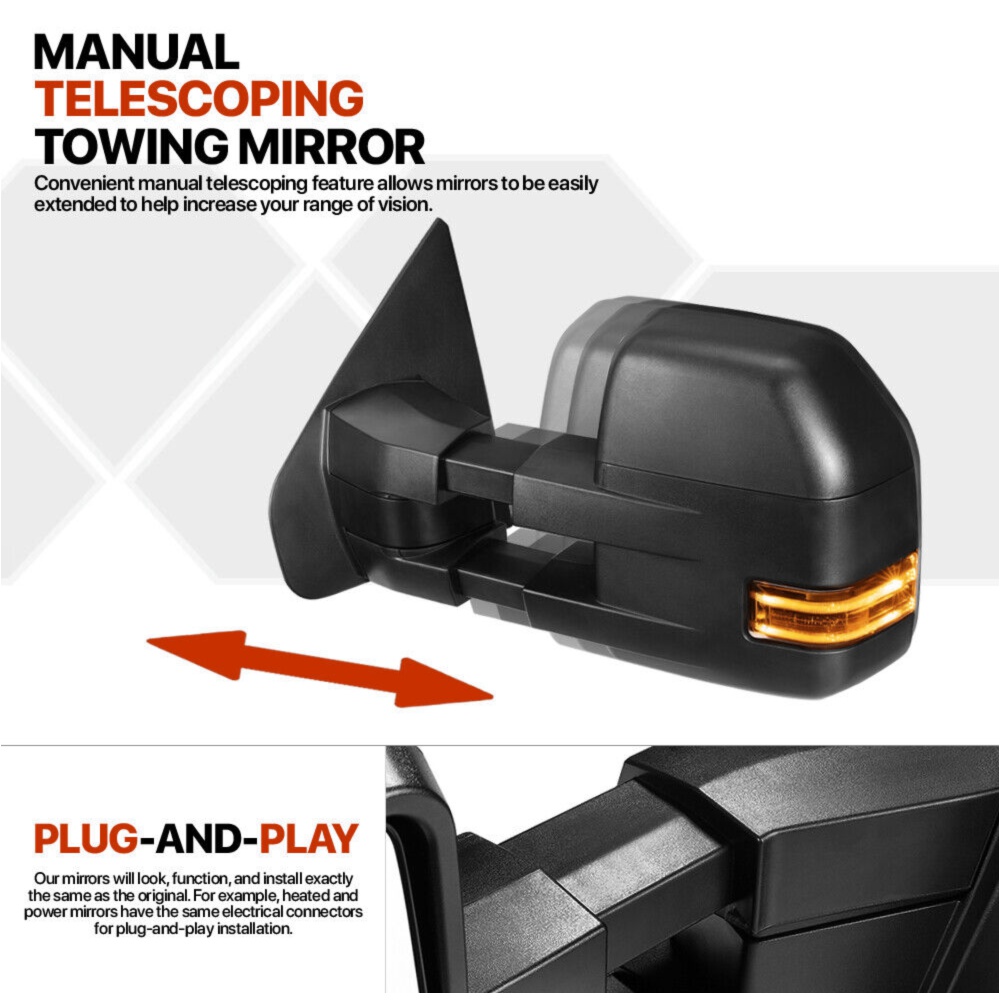 MANUAL
TELESCOPING
TOWING MIRROR
Convenient manual telescoping feature allows mirrors to be easily
extended to help increase your range of vision.
PLUG-AND-PLAY
Our mirrors will look, function, and install exactly
the same as the original. For example, heated and
power mirrors have the same electrical connectors
for plug-and-play installation.